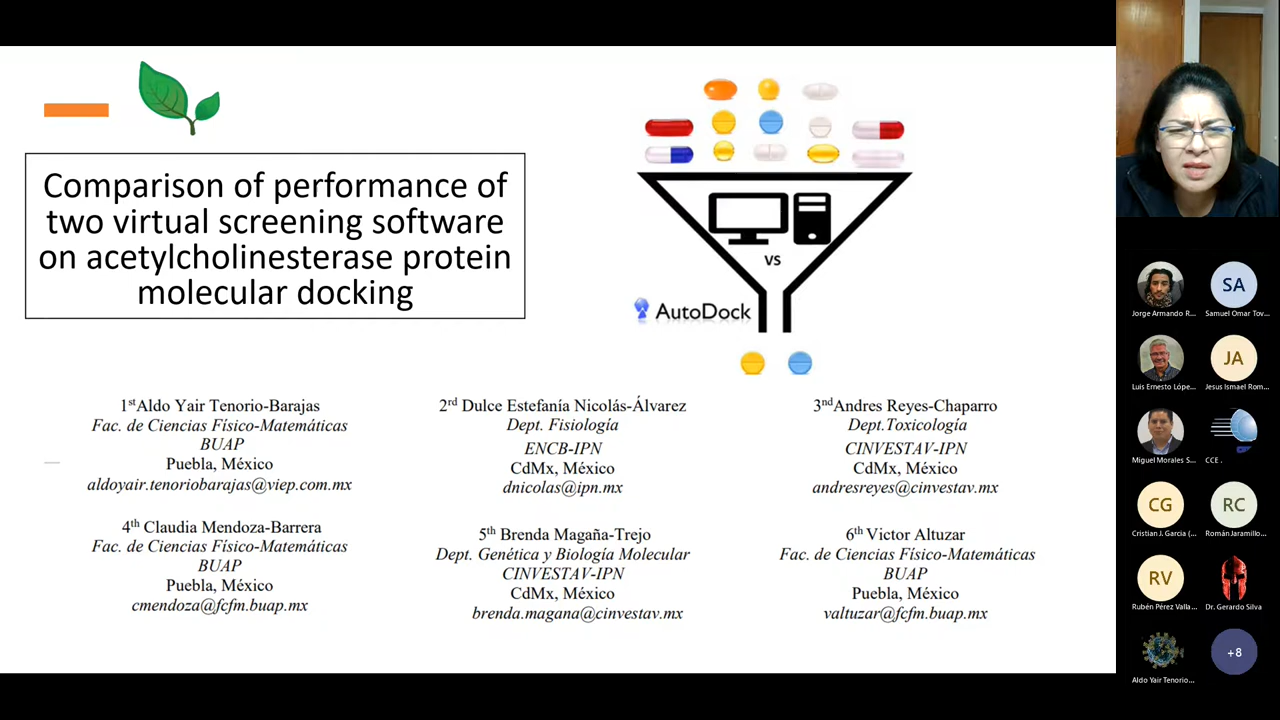 Comparison of performance of
two virtual screening software
on acetylcholinesterase protein
molecular docking
VS
AutoDock
1st Aldo Yair Tenorio-Barajas
Fac. de Ciencias Físico-Matemáticas
BUAP
Puebla, México
aldoyair.tenoriobarajas@viep.com.mx
2rd Dulce Estefanía Nicolás-Álvarez
Dept. Fisiología
ENCB-IPN
CdMx, México
dnicolas@ipn.mx
3nd Andres Reyes-Chaparro
Dept.Toxicología
CINVESTAV-IPN
CdMx, México
andresreyes@cinvestav.mx
4th Claudia Mendoza-Barrera
Fac. de Ciencias Físico-Matemáticas
BUAP
Puebla, México
cmendoza@fcfm.buap.mx
5th Brenda Magaña-Trejo
Dept. Genética y Biología Molecular
CINVESTAV-IPN
CdMx, México
brenda.magana@cinvestav.mx
6th Victor Altuzar
Fac. de Ciencias Físico-Matemáticas
BUAP
Puebla, México
valtuzar@fcfm.buap.mx
Jorge Armando R...
SA
Samuel Omar Tov...
Luis Ernesto Lópe...
JA
Jesus Ismael Rom...
Miguel Morales S...
CCE .
CG
Cristian J. Garcia (...
RC
Román Jaramillo...
RV
Rubén Pérez Valla...
Dr. Gerardo Silva
Aldo Yair Tenorio...
+8